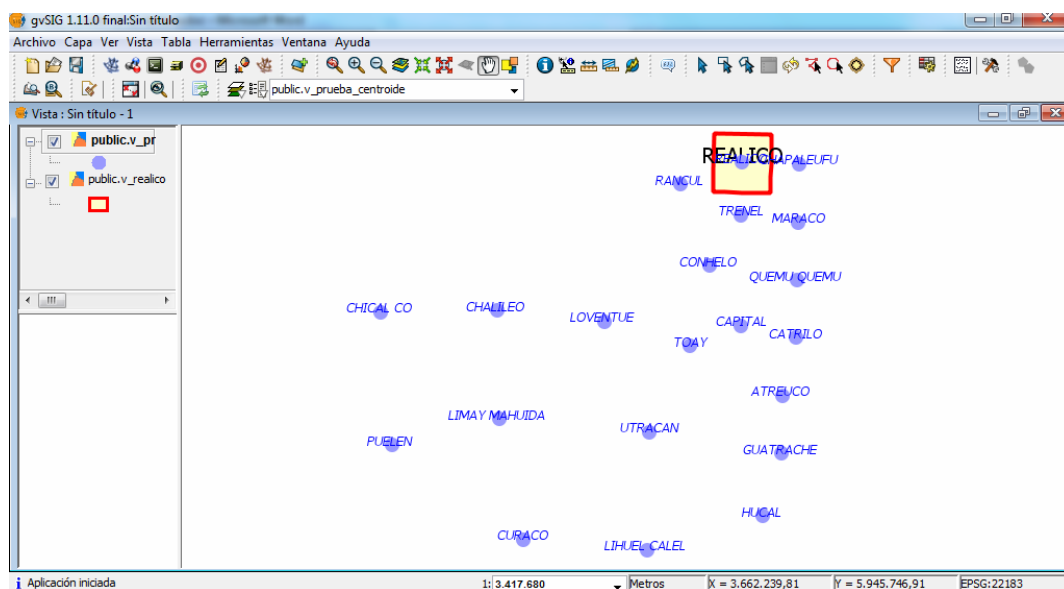 gvSIG 1.11.0 final:Sin título
Archivo Capa Ver Vista Tabla Herramientas Ventana Ayuda
public.v_prueba_centroide
Vista : Sin título - 1
public.v_pr
public.v_realico
REALICO
REALICO
CHAPALEUFU
RANCUL
TRENEL
MARACO
CONHELO
QUEMU QUEMU
CHICAL CO
CHALILEO
LOVENTUE
CAPITAL
CATRILO
TOAY
ATREUCO
LIMAY MAHUIDA
UTRACAN
PUELEN
GUATRACHE
HUCAL
CURACO
LIHUEL CALEL
Aplicación iniciada
1: 3.417.680
Metros
X = 3.662.239,81
Y = 5.945.746,91
EPSG:22183